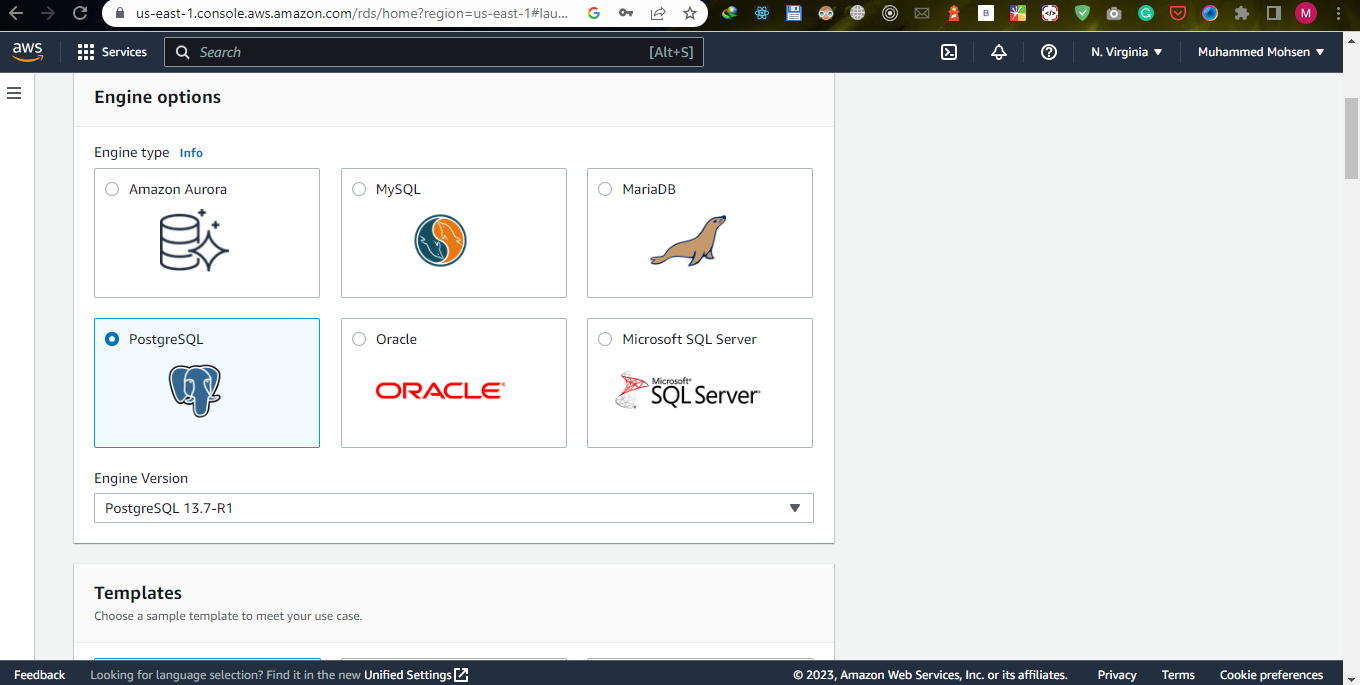 us-east-1.console.aws.amazon.com/rds/home?region=us-east-1#lau...
aws
Services
Search
[Alt+S]
N. Virginia
Muhammed Mohsen
Engine options
Engine type Info
Amazon Aurora
MySQL
MariaDB
PostgreSQL
Oracle
ORACLE
Microsoft SQL Server
Microsoft
SQL Server
Engine Version
PostgreSQL 13.7-R1
Templates
Choose a sample template to meet your use case.
Feedback
Looking for language selection? Find it in the new Unified Settings
© 2023, Amazon Web Services, Inc. or its affiliates.
Privacy
Terms
Cookie preferences